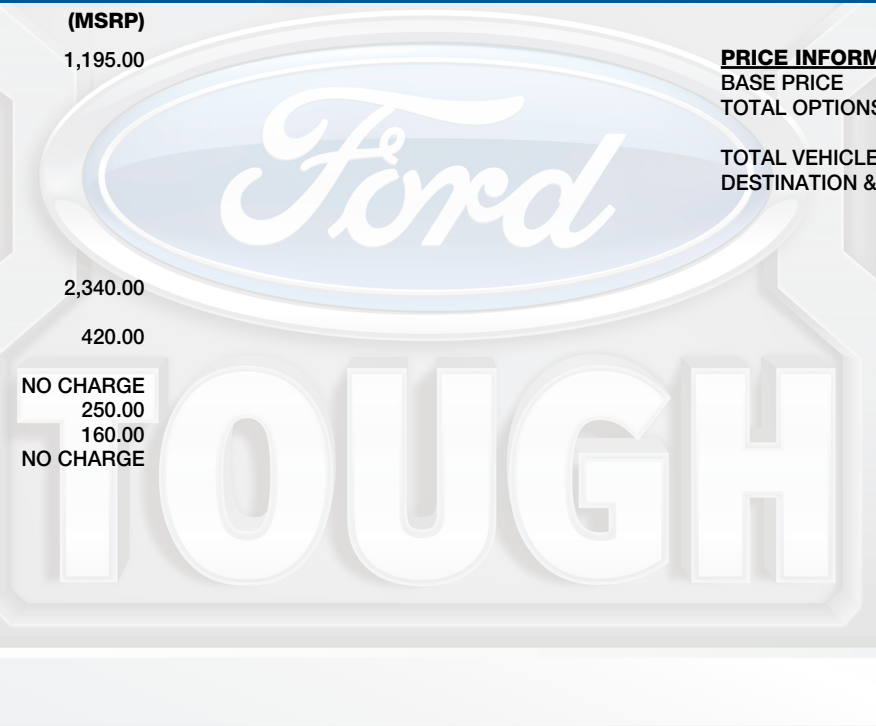 (MSRP)
1,195.00
2,340.00
420.00
NO CHARGE
250.00
160.00
NO CHARGE
PRICE INFORM
BASE PRICE
TOTAL OPTIONS
TOTAL VEHICLE
DESTINATION &
Ford
TOUGH